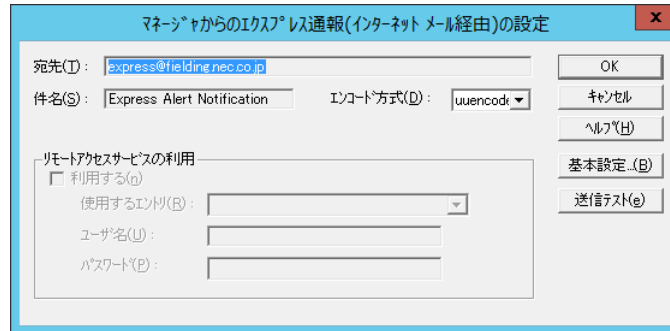 ﾏﾈｰｼﾞｬからのｴｸｽﾌﾟﾚｽ通報(ｲﾝﾀｰﾈｯﾄ ﾒｰﾙ経由)の設定
x
宛先(T)： express@fielding.nec.co.jp
OK
件名(S)： Express Alert Notification ｴﾝｺｰﾄﾞ方式(D)： uuencode
ｷｬﾝｾﾙ
ﾍﾙﾌﾟ(H)
ﾘﾓｰﾄｱｸｾｽｻｰﾋﾞｽの利用
基本設定...(B)
利用する(n)
使用するｴﾝﾄﾘ(R)：
送信ﾃｽﾄ(e)
ﾕｰｻﾞ名(U)：
ﾊﾟｽﾜｰﾄﾞ(P)：